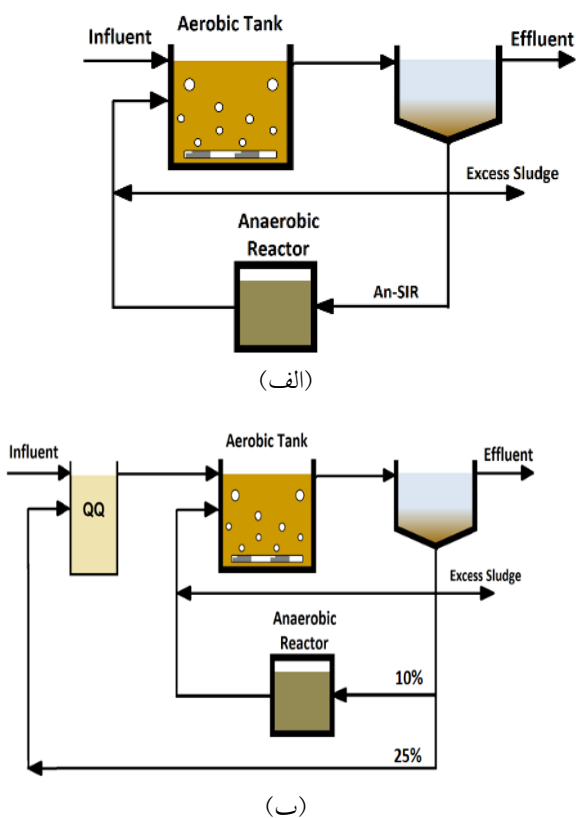 Aerobic Tank
Influent
Effluent
Excess Sludge
Anaerobic
Reactor
An-SIR
(الف)
Influent
Aerobic Tank
Effluent
QQ
Excess Sludge
Anaerobic
Reactor
10%
25%
(ب)